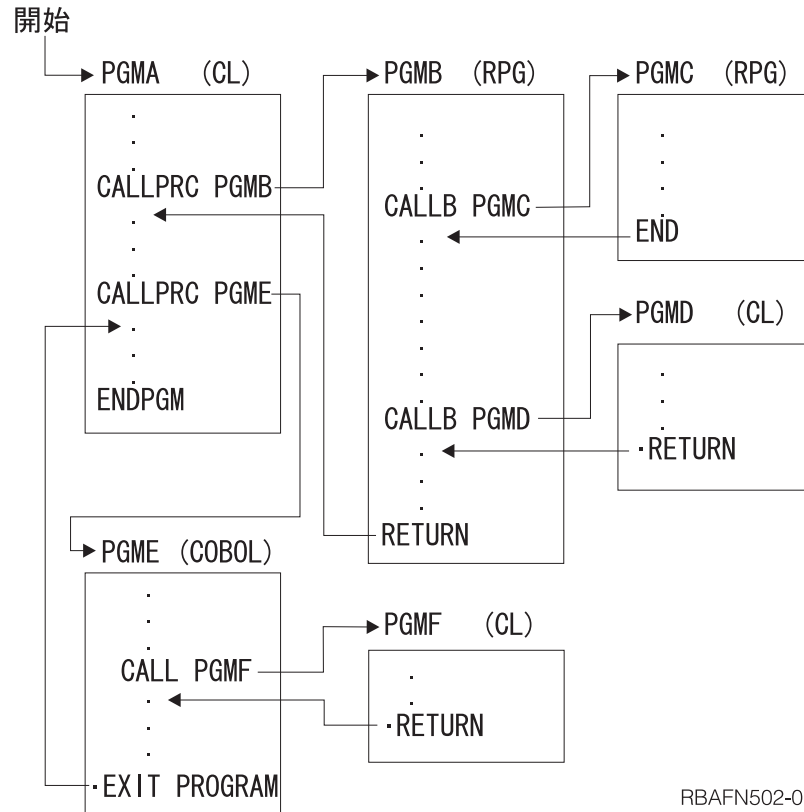 開始
PGMA (CL)
CALLPRC PGMB
CALLPRC PGME
ENDPGM
PGMB (RPG)
CALLB PGMC
CALLB PGMD
RETURN
PGMC (RPG)
END
PGMD (CL)
RETURN
PGME (COBOL)
CALL PGMF
EXIT PROGRAM
PGMF (CL)
RETURN
RBAFN502-0